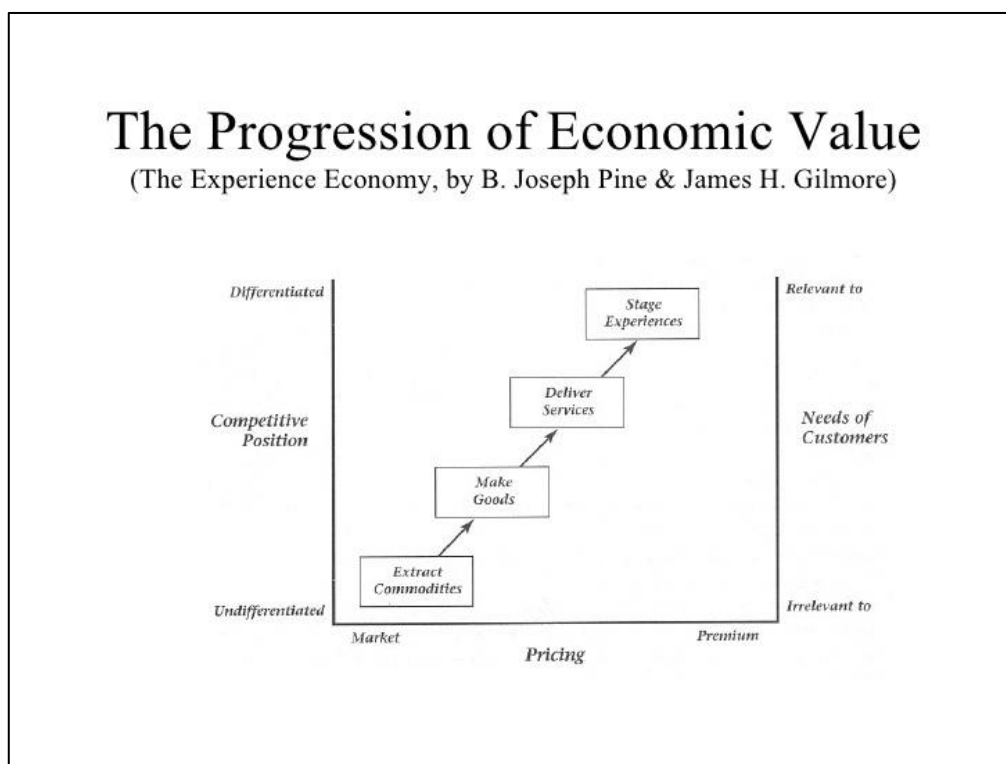 The Progression of Economic Value
(The Experience Economy, by B. Joseph Pine & James H. Gilmore)
Differentiated
Stage
Experiences
Relevant to
Deliver
Services
Competitive
Position
Needs of
Customers
Make
Goods
Extract
Commodities
Undifferentiated
Irrelevant to
Market
Premium
Pricing